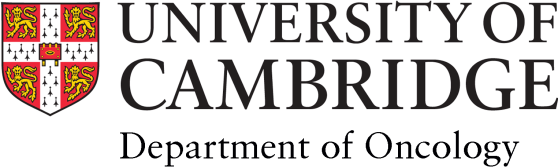 UNIVERSITY OF
CAMBRIDGE
Department of Oncology